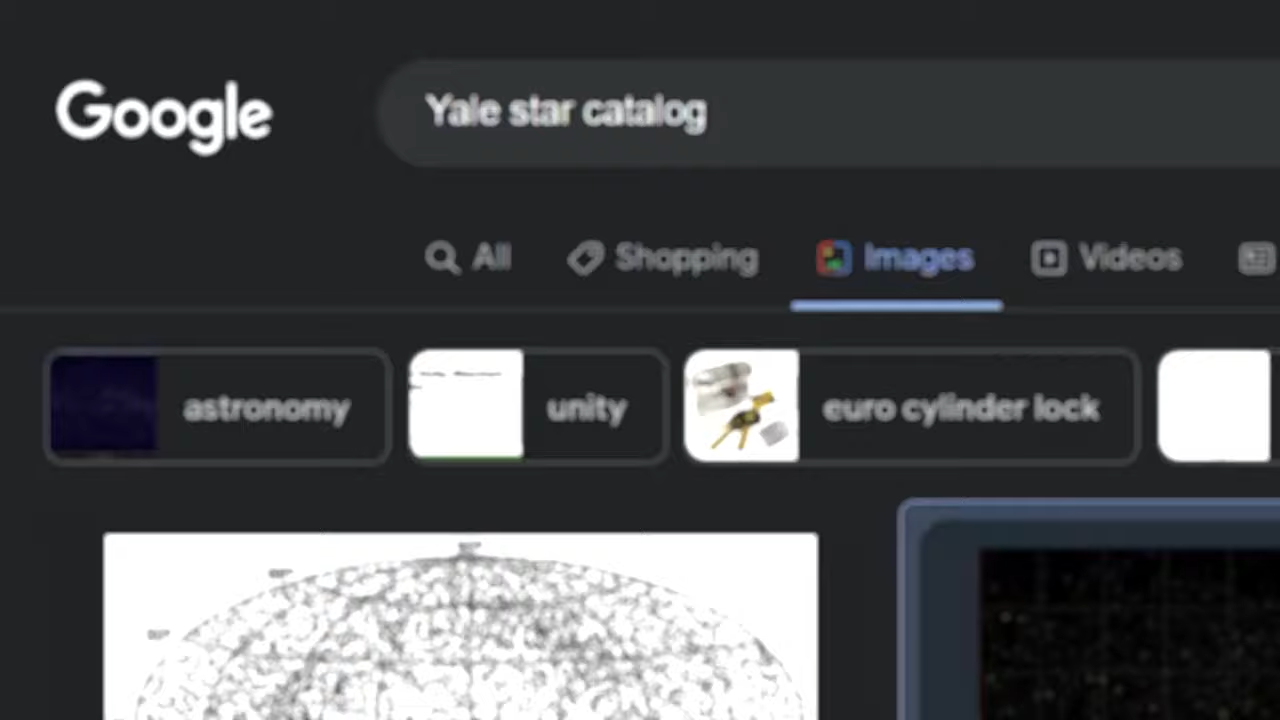 Google
Yale star catalog
All Shopping Images Videos
astronomy unity euro cylinder lock